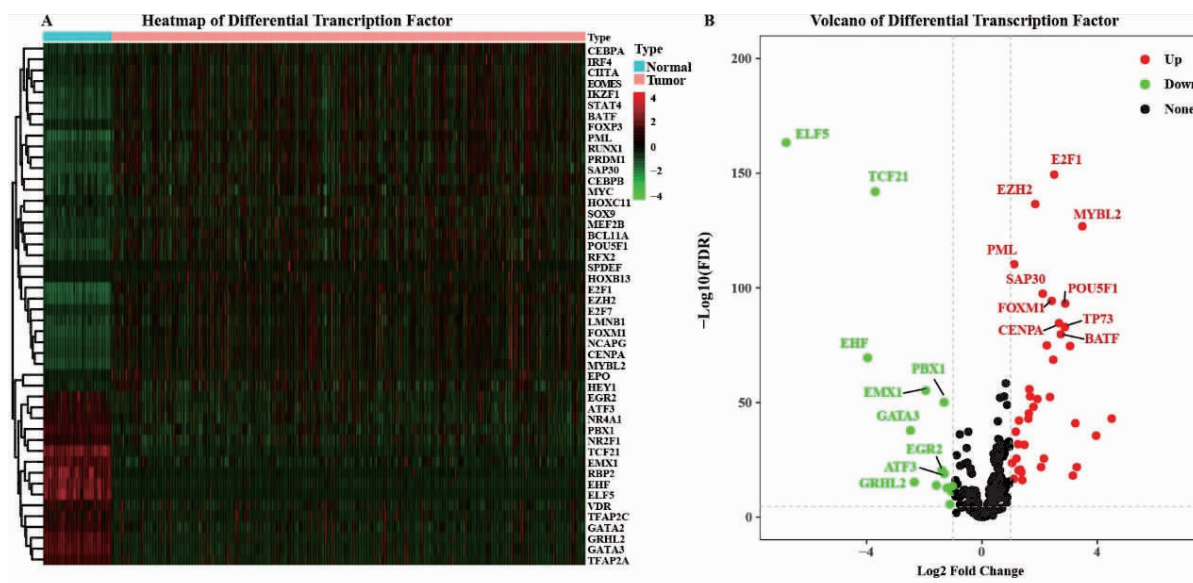 A
Heatmap of Differential Trancription Factor
Type
CEBPA
IRF4
CIITA
EOMES
IKZF1
STAT4
BATF
FOXP3
PML
RUNX1
PRDM1
SAP30
CEBPB
MYC
HOXC11
SOX9
MEF2B
BCL11A
POU5F1
RFX2
SPDEF
HOXB13
E2F1
EZH2
E2F7
LMNB1
FOXM1
NCAPG
CENPA
MYBL2
EPO
HEY1
EGR2
ATF3
NR4A1
PBX1
NR2F1
TCF21
EMX1
RBP2
EHF
ELF5
VDR
TFAP2C
GATA2
GRHL2
GATA3
TFAP2A
Type
Normal
Tumor
4
2
0
−2
−4
B
Volcano of Differential Transcription Factor
−Log10(FDR)
200
150
100
50
0
−4
0
4
Log2 Fold Change
ELF5
TCF21
E2F1
EZH2
MYBL2
PML
SAP30
POU5F1
FOXM1
TP73
CENPA
BATF
EHF
PBX1
EMX1
GATA3
EGR2
ATF3
GRHL2
Up
Down
None